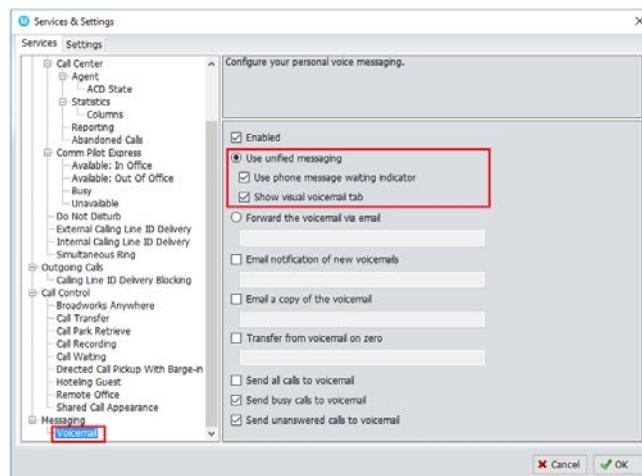 Services & Settings
Services Settings
Call Center
Agent
ACD State
Statistics
Columns
Reporting
Abandoned Calls
Comm Pilot Express
Available: In Office
Available: Out Of Office
Busy
Unavailable
Do Not Disturb
External Calling Line ID Delivery
Internal Calling Line ID Delivery
Simultaneous Ring
Outgoing Calls
Calling Line ID Delivery Blocking
Call Control
Broadworks Anywhere
Call Transfer
Call Park Retrieve
Call Recording
Call Waiting
Directed Call Pickup With Barge-in
Hoteling Guest
Remote Office
Shared Call Appearance
Messaging
Voicemail
Configure your personal voice messaging.
Enabled
Use unified messaging
Use phone message waiting indicator
Show visual voicemail tab
Forward the voicemail via email
Email notification of new voicemails
Email a copy of the voicemail
Transfer from voicemail on zero
Send all calls to voicemail
Send busy calls to voicemail
Send unanswered calls to voicemail
Cancel OK